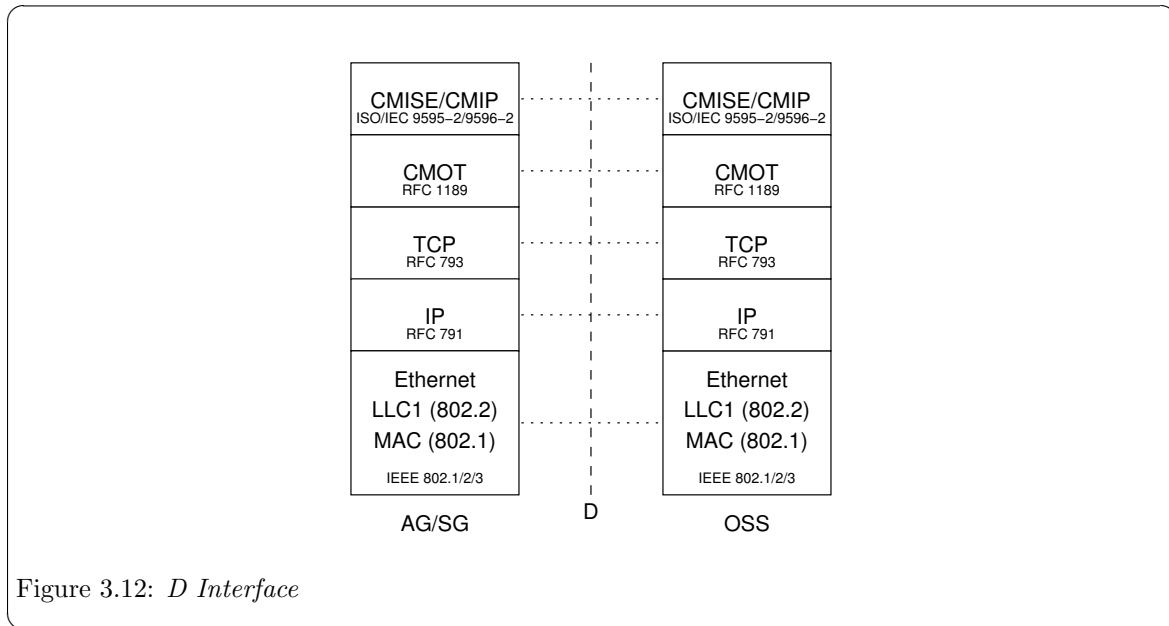 CMISE/CMIP
ISO/IEC 9595−2/9596−2
CMOT
RFC 1189
TCP
RFC 793
IP
RFC 791
Ethernet
LLC1 (802.2)
MAC (802.1)
IEEE 802.1/2/3
AG/SG
D
CMISE/CMIP
ISO/IEC 9595−2/9596−2
CMOT
RFC 1189
TCP
RFC 793
IP
RFC 791
Ethernet
LLC1 (802.2)
MAC (802.1)
IEEE 802.1/2/3
OSS
Figure 3.12: D Interface